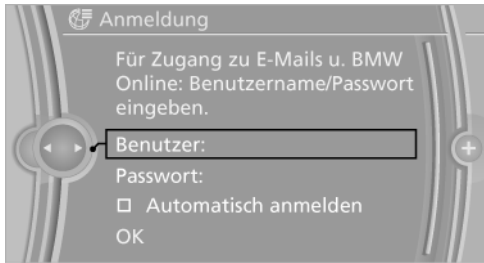 Anmeldung
Für Zugang zu E-Mails u. BMW
Online: Benutzername/Passwort
eingeben.
Benutzer:
Passwort:
Automatisch anmelden
OK